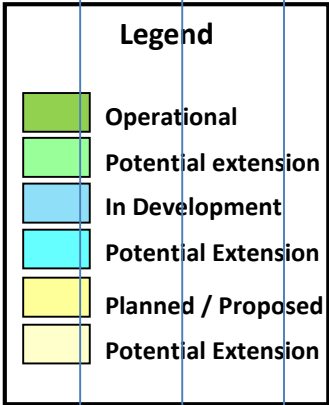 Legend
Operational
Potential extension
In Development
Potential Extension
Planned / Proposed
Potential Extension